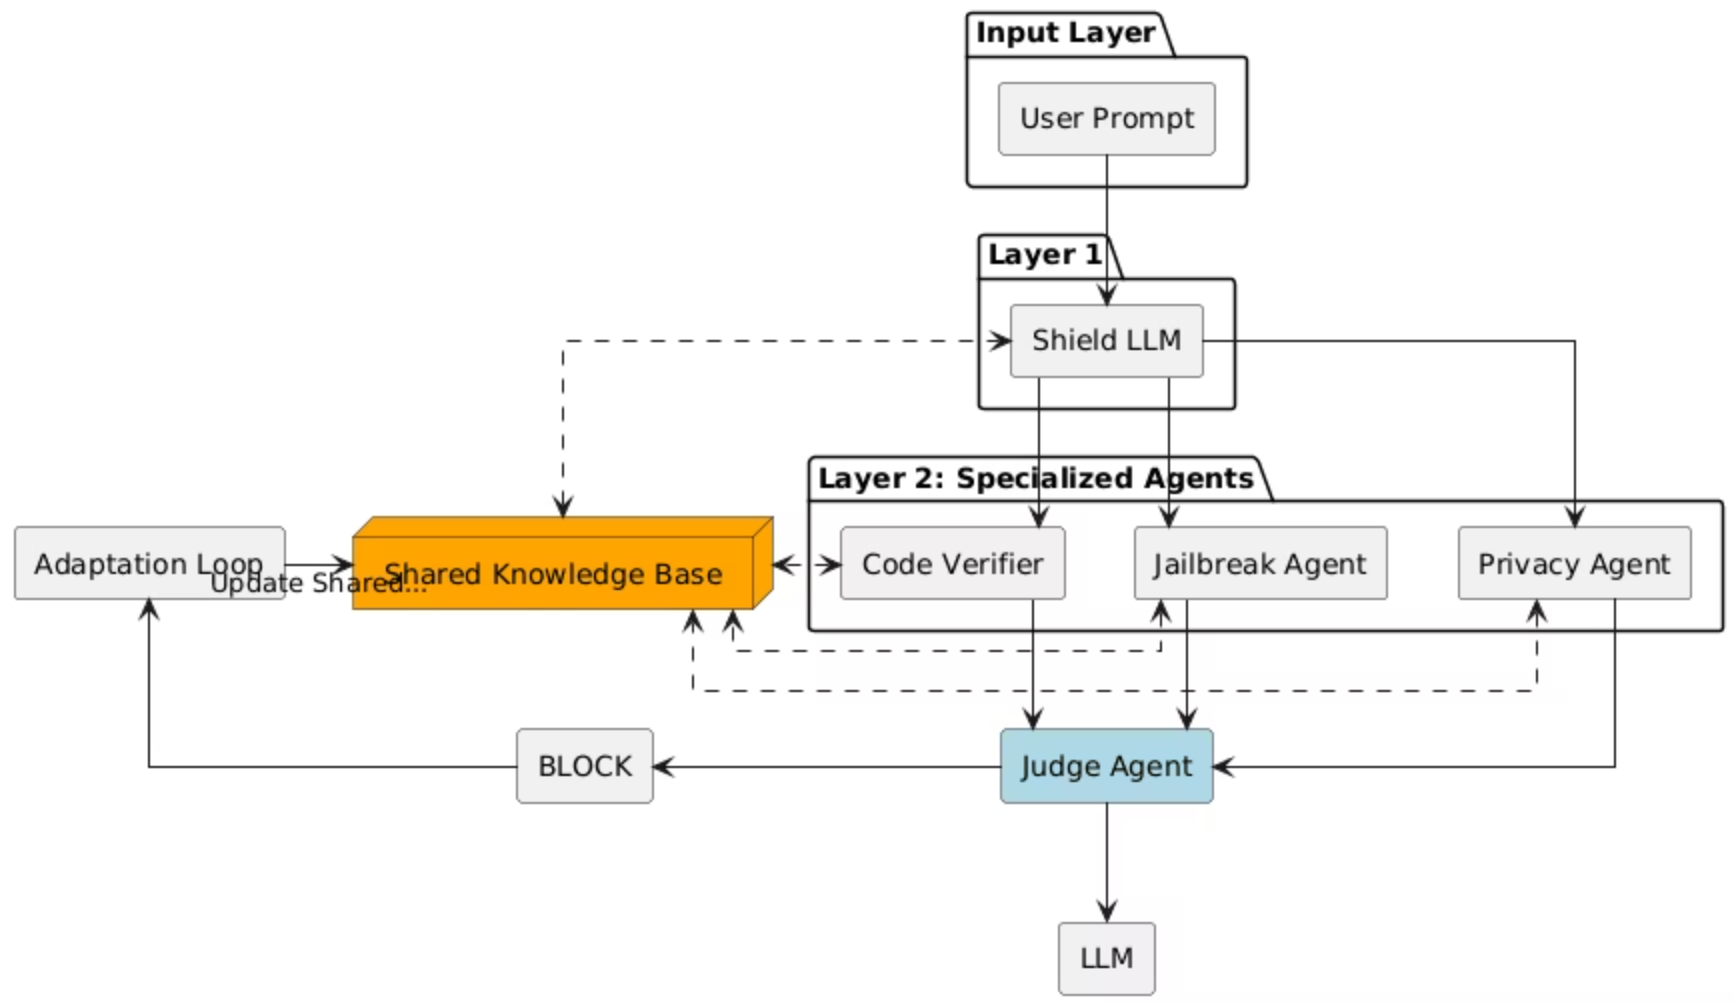 Input Layer
User Prompt
Layer 1
Shield LLM
Layer 2: Specialized Agents
Adaptation Loop
Update Shared...
Shared Knowledge Base
Code Verifier
Jailbreak Agent
Privacy Agent
BLOCK
Judge Agent
LLM